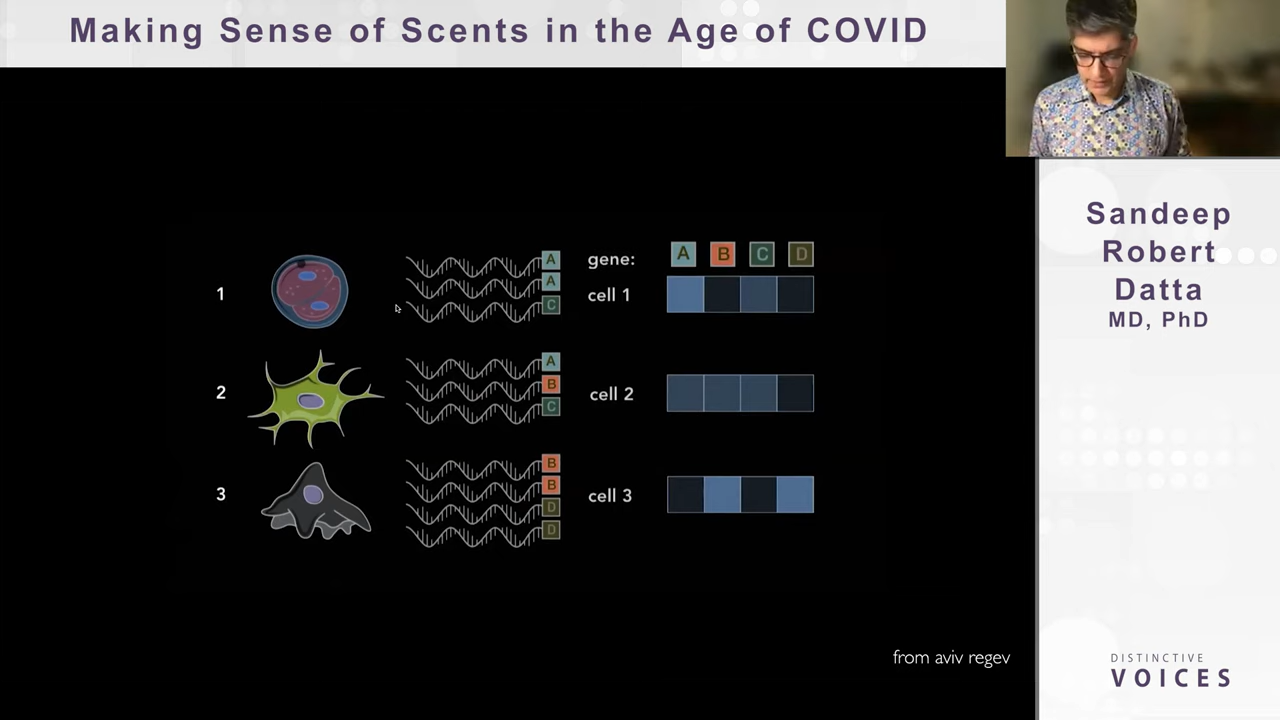 Making Sense of Scents in the Age of COVID
Sandeep
Robert
Datta
MD, PhD
gene: A B C D
1 A A C cell 1
2 A B C cell 2
3 B B D D cell 3
from aviv regev
DISTINCTIVE
VOICES